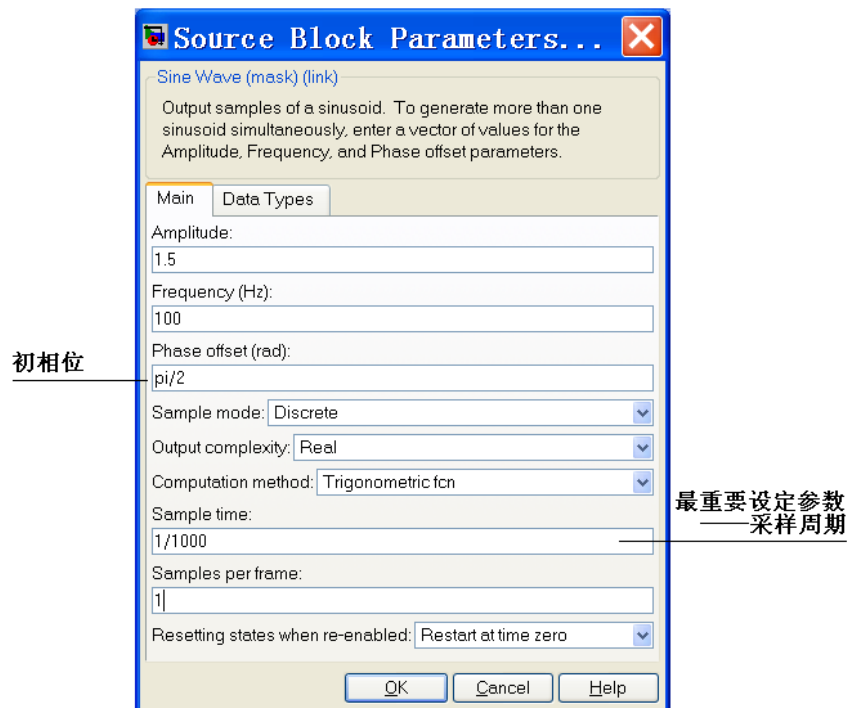 Source Block Parameters...
Sine Wave (mask) (link)
Output samples of a sinusoid. To generate more than one
sinusoid simultaneously, enter a vector of values for the
Amplitude, Frequency, and Phase offset parameters.
Main
Data Types
Amplitude:
1.5
Frequency (Hz):
100
初相位
Phase offset (rad):
pi/2
Sample mode: Discrete
Output complexity: Real
Computation method: Trigonometric fcn
最重要设定参数
——采样周期
Sample time:
1/1000
Samples per frame:
1
Resetting states when re-enabled: Restart at time zero
OK
Cancel
Help